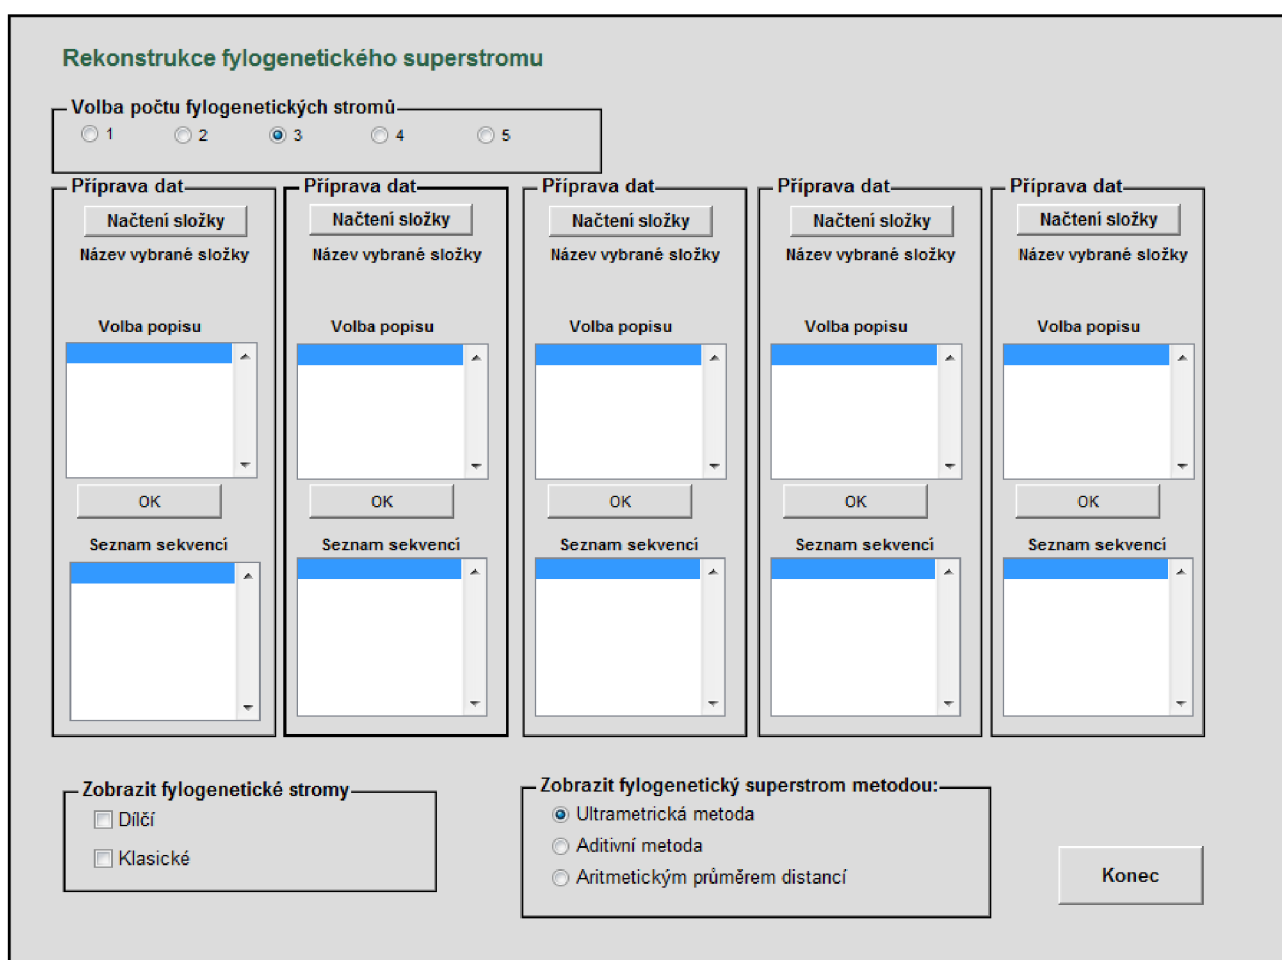 Rekonstrukce fylogenetického superstromu
Volba počtu fylogenetických stromů
1 2 3 4 5
Příprava dat Příprava dat Příprava dat Příprava dat Příprava dat
Načtení složky Načtení složky Načtení složky Načtení složky Načtení složky
Název vybrané složky Název vybrané složky Název vybrané složky Název vybrané složky Název vybrané složky
Volba popisu Volba popisu Volba popisu Volba popisu Volba popisu
OK OK OK OK OK
Seznam sekvencí Seznam sekvencí Seznam sekvencí Seznam sekvencí Seznam sekvencí
Zobrazit fylogenetické stromy
Dílčí
Klasické
Zobrazit fylogenetický superstrom metodou:
Ultrametrická metoda
Aditivní metoda
Aritmetickým průměrem distancí
Konec